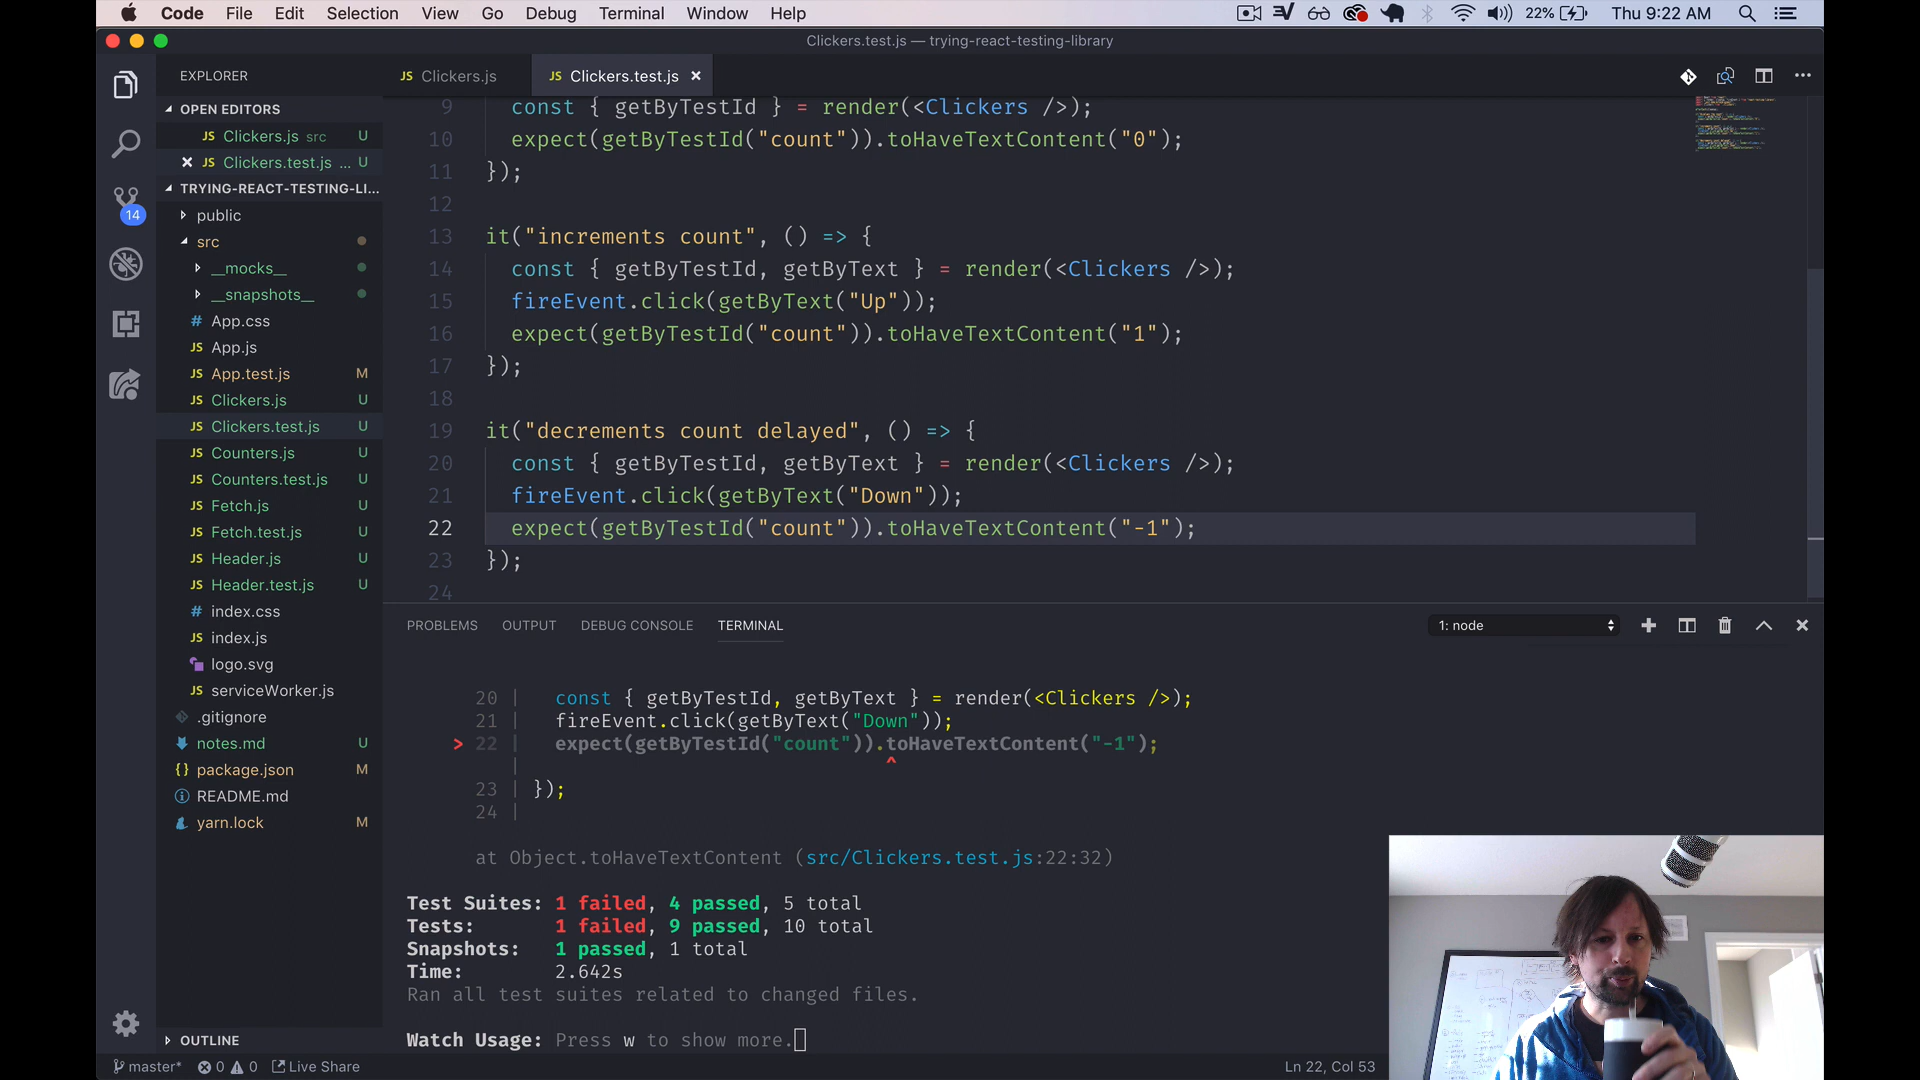 Code File Edit Selection View Go Debug Terminal Window Help
22% Thu 9:22 AM
Clickers.test.js — trying-react-testing-library
EXPLORER
OPEN EDITORS
JS Clickers.js src U
JS Clickers.test.js ... U
TRYING-REACT-TESTING-LI...
14
public
src
__mocks__
__snapshots__
# App.css
JS App.js
JS App.test.js M
JS Clickers.js U
JS Clickers.test.js U
JS Counters.js U
JS Counters.test.js U
JS Fetch.js U
JS Fetch.test.js U
JS Header.js U
JS Header.test.js U
# index.css
JS index.js
logo.svg
JS serviceWorker.js
.gitignore
notes.md U
{} package.json M
README.md
yarn.lock M
OUTLINE
JS Clickers.js
JS Clickers.test.js
9 const { getByTestId } = render(<Clickers />);
10 expect(getByTestId("count")).toHaveTextContent("0");
11 });
12
13 it("increments count", () => {
14 const { getByTestId, getByText } = render(<Clickers />);
15 fireEvent.click(getByText("Up"));
16 expect(getByTestId("count")).toHaveTextContent("1");
17 });
18
19 it("decrements count delayed", () => {
20 const { getByTestId, getByText } = render(<Clickers />);
21 fireEvent.click(getByText("Down"));
22 expect(getByTestId("count")).toHaveTextContent("-1");
23 });
24
PROBLEMS OUTPUT DEBUG CONSOLE TERMINAL
1: node
20 | const { getByTestId, getByText } = render(<Clickers />);
21 | fireEvent.click(getByText("Down"));
> 22 | expect(getByTestId("count")).toHaveTextContent("-1");
| ^
23 | });
24 |
at Object.toHaveTextContent (src/Clickers.test.js:22:32)
Test Suites: 1 failed, 4 passed, 5 total
Tests: 1 failed, 9 passed, 10 total
Snapshots: 1 passed, 1 total
Time: 2.642s
Ran all test suites related to changed files.
Watch Usage: Press w to show more.
master* 0 0 Live Share
Ln 22, Col 53